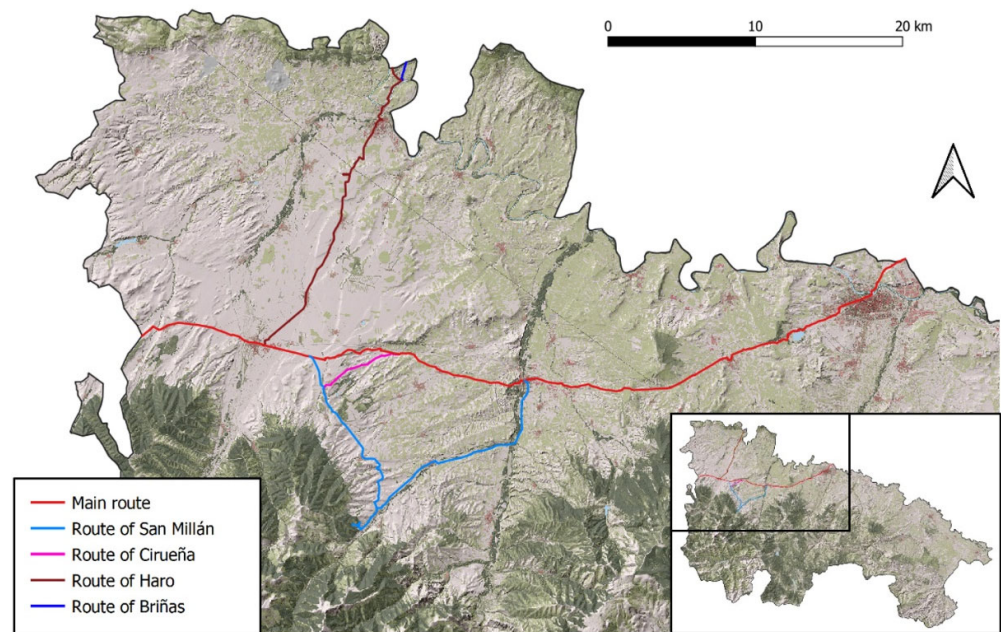 0 10 20 km
Main route
Route of San Millán
Route of Cirueña
Route of Haro
Route of Briñas